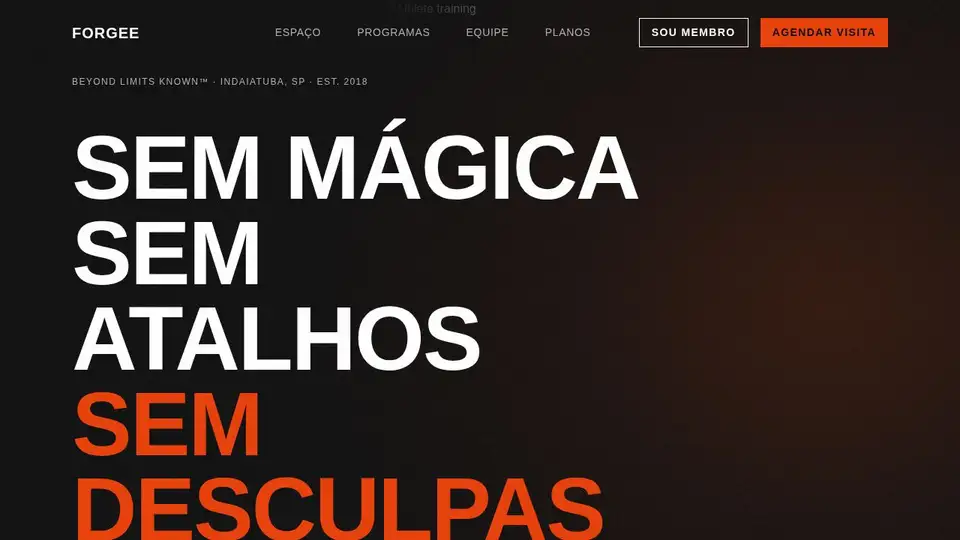 training
FORGEE
ESPAÇO
PROGRAMAS
EQUIPE
PLANOS
SOU MEMBRO
AGENDAR VISITA
BEYOND LIMITS KNOWN™ · INDAIATUBA, SP · EST. 2018
SEM MÁGICA
SEM
ATALHOS
SEM
DESCULPAS